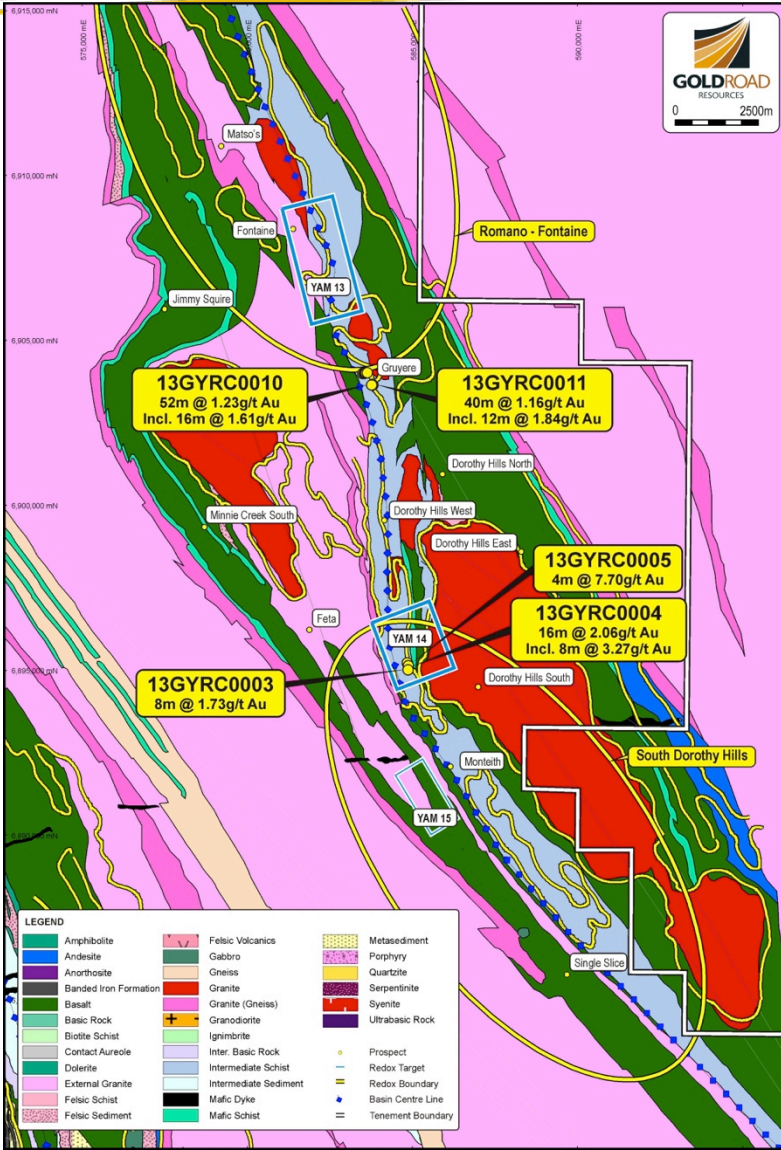 6,915,000 mN
575,000 mE
585,000 mE
590,000 mE
GOLDROAD
RESOURCES
0 2500m
Matso's
6,910,000 mN
Fontaine
Romano - Fontaine
YAM 13
Jimmy Squire
6,905,000 mN
Gruyere
13GYRC0010
52m @ 1.23g/t Au
Incl. 16m @ 1.61g/t Au
13GYRC0011
40m @ 1.16g/t Au
Incl. 12m @ 1.84g/t Au
Dorothy Hills North
6,900,000 mN
Minnie Creek South
Dorothy Hills West
Dorothy Hills East
13GYRC0005
4m @ 7.70g/t Au
13GYRC0004
16m @ 2.06g/t Au
Incl. 8m @ 3.27g/t Au
Feta
YAM 14
6,895,000 mN
13GYRC0003
8m @ 1.73g/t Au
Dorothy Hills South
South Dorothy Hills
Monteith
YAM 15
6,890,000 mN
Single Slice
LEGEND
Amphibolite
Andesite
Anorthosite
Banded Iron Formation
Basalt
Basic Rock
Biotite Schist
Contact Aureole
Dolerite
External Granite
Felsic Schist
Felsic Sediment
Felsic Volcanics
Gabbro
Gneiss
Granite
Granite (Gneiss)
Granodiorite
Ignimbrite
Inter. Basic Rock
Intermediate Schist
Intermediate Sediment
Mafic Dyke
Mafic Schist
Metasediment
Porphyry
Quartzite
Serpentinite
Syenite
Ultrabasic Rock
Prospect
Redox Target
Redox Boundary
Basin Centre Line
Tenement Boundary